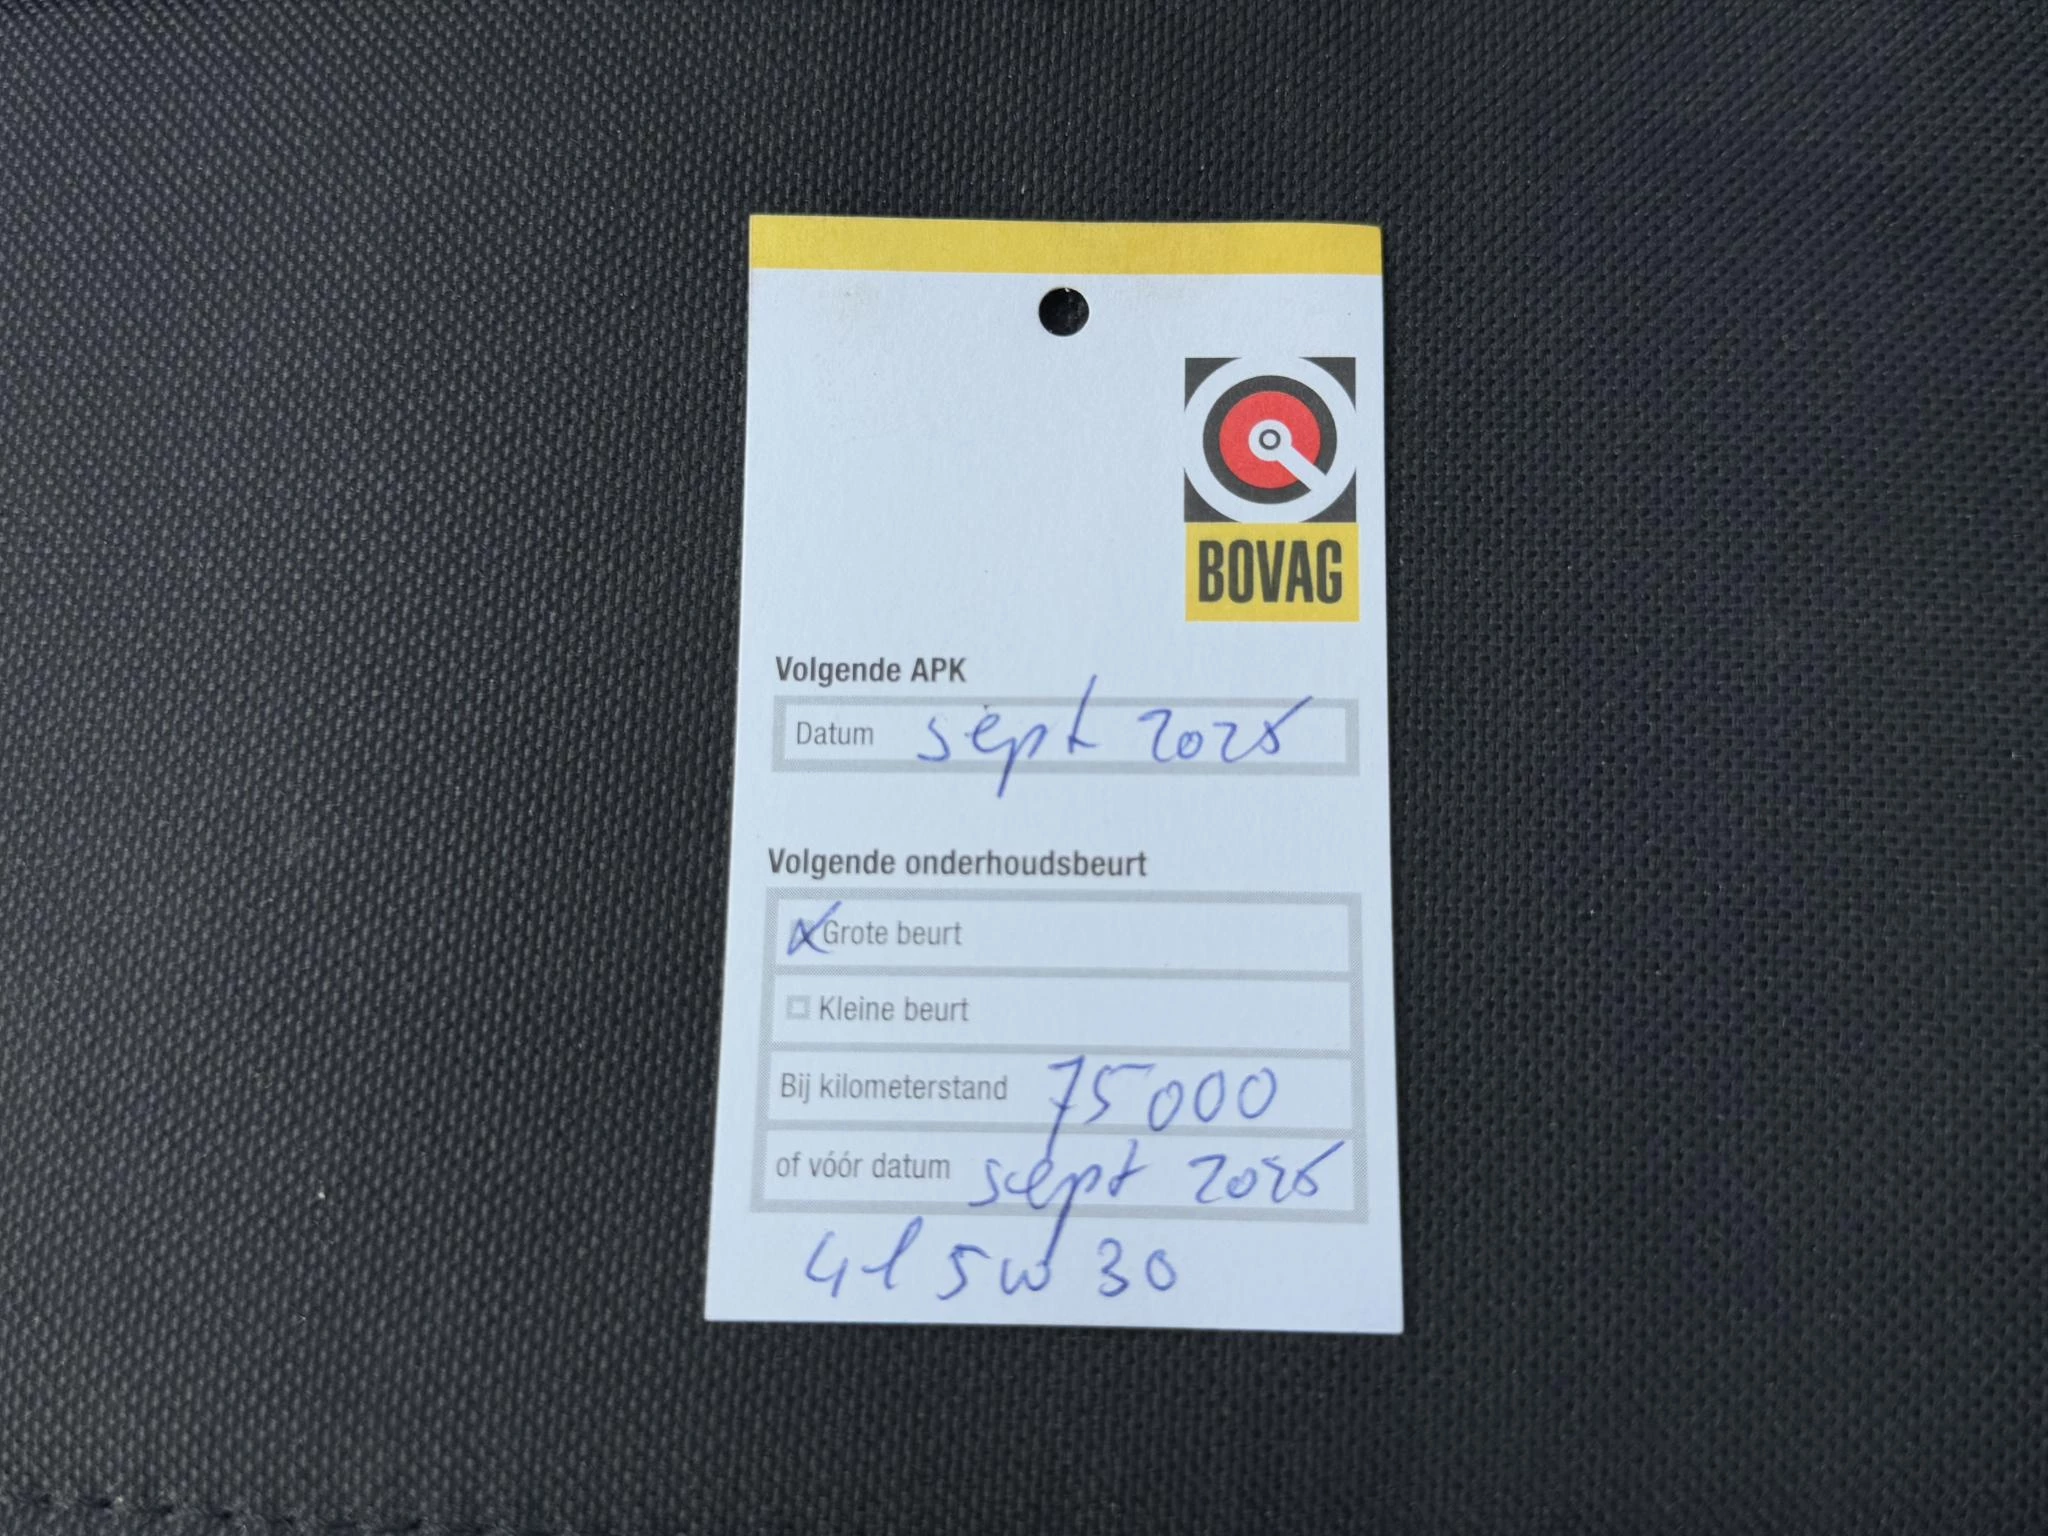 BOVAG
Volgende APK
Datum sept 2025
Volgende onderhoudsbeurt
Grote beurt
Kleine beurt
Bij kilometerstand 75000
of vóór datum sept 2025
4l 5w30